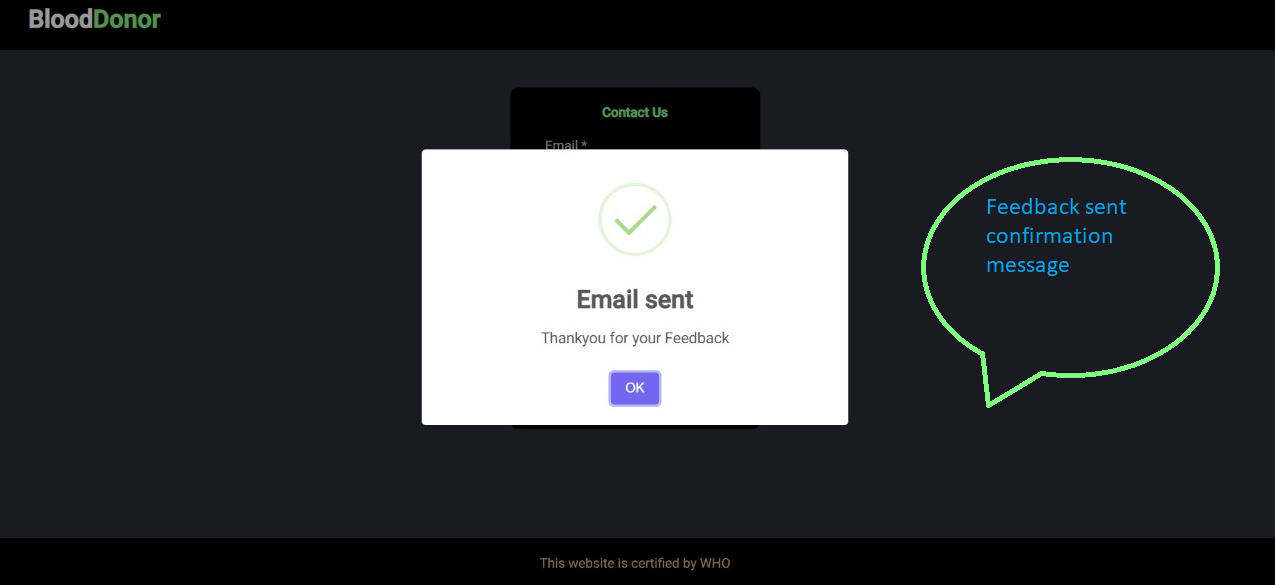 BloodDonor
Contact Us
Email *
Email sent
Thankyou for your Feedback
OK
Feedback sent
confirmation
message
This website is certified by WHO